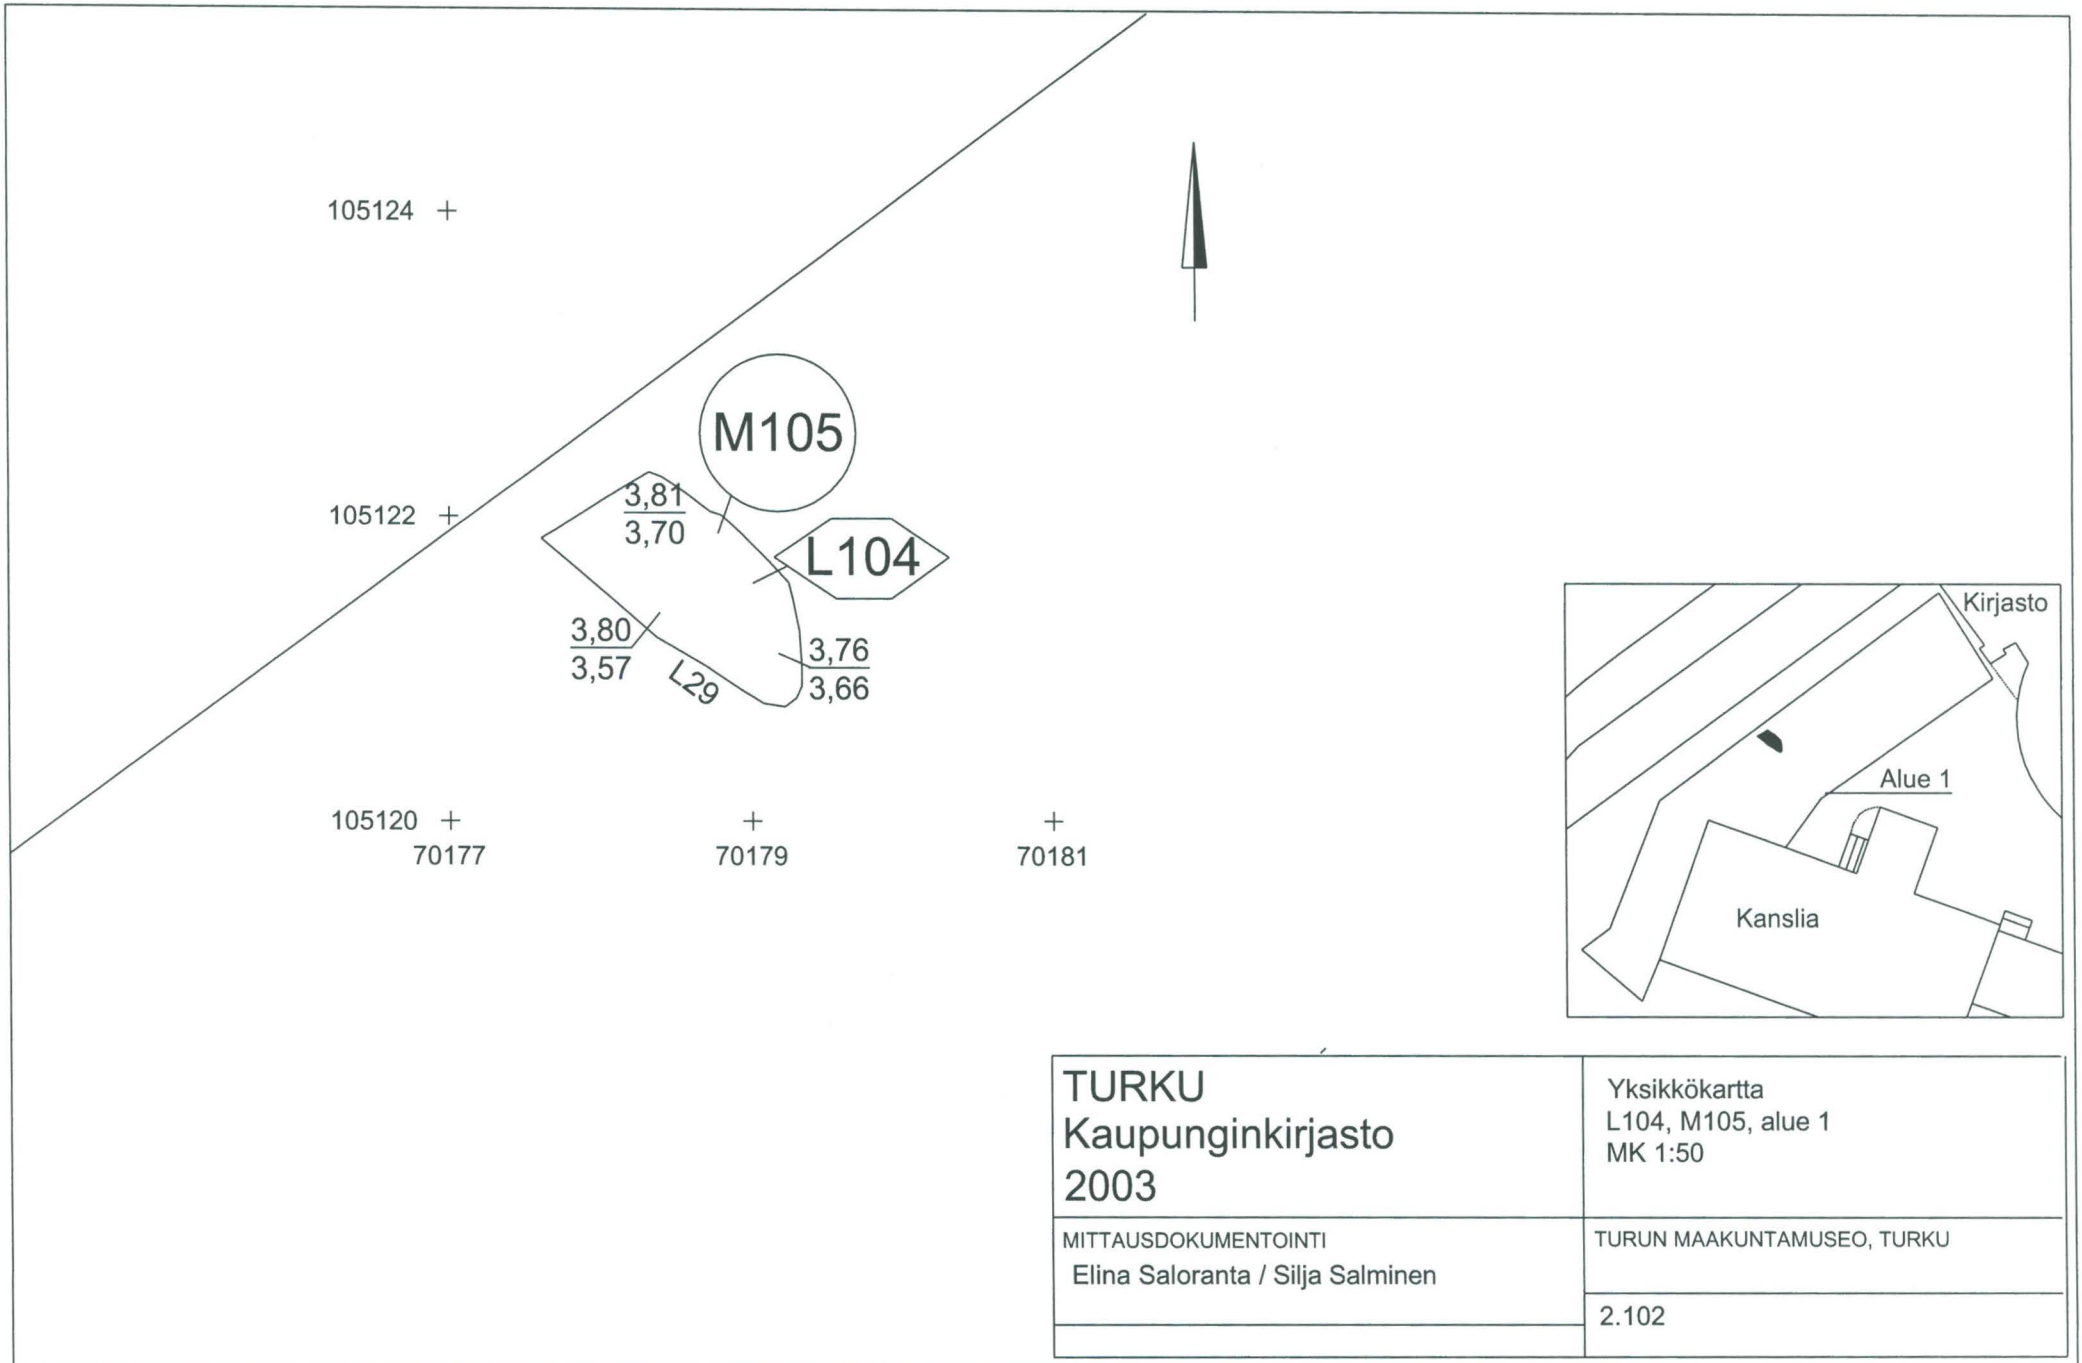 105124
M105
3,81
3,70
105122
L104
3,80
3,57
3,76
3,66
L29
105120
70177
70179
70181
Kirjasto
Alue 1
Kanslia
TURKU
Kaupunginkirjasto
2003
Yksikkökartta
L104, M105, alue 1
MK 1:50
MITTAUSDOKUMENTOINTI
Elina Saloranta / Silja Salminen
TURUN MAAKUNTAMUSEO, TURKU
2.102